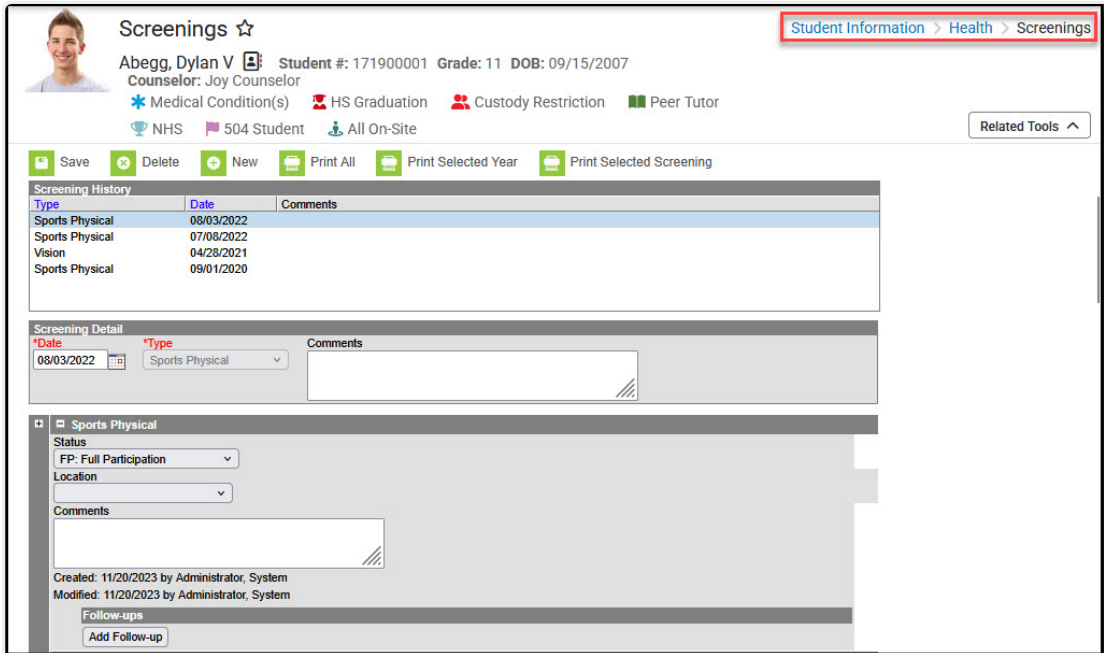 Screenings
Student Information > Health > Screenings
Abegg, Dylan V Student #: 171900001 Grade: 11 DOB: 09/15/2007
Counselor: Joy Counselor
Medical Condition(s) HS Graduation Custody Restriction Peer Tutor
NHS 504 Student All On-Site
Related Tools
Save Delete New Print All Print Selected Year Print Selected Screening
Screening History
Type Date Comments
Sports Physical 08/03/2022
Sports Physical 07/08/2022
Vision 04/28/2021
Sports Physical 09/01/2020
Screening Detail
*Date *Type Comments
08/03/2022 Sports Physical
Sports Physical
Status
FP: Full Participation
Location
Comments
Created: 11/20/2023 by Administrator, System
Modified: 11/20/2023 by Administrator, System
Follow-ups
Add Follow-up